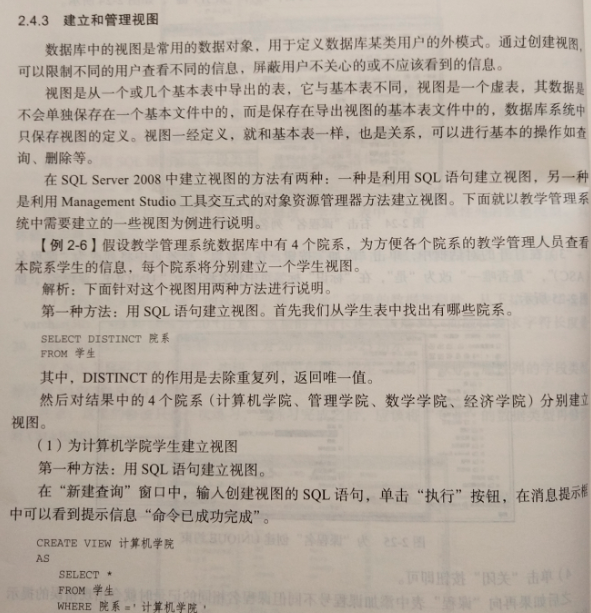 2.4.3 建立和管理视图
数据库中的视图是常用的数据对象，用于定义数据库某类用户的外模式。通过创建视图，
可以限制不同的用户查看不同的信息，屏蔽用户不关心的或不应该看到的信息。
视图是从一个或几个基本表中导出的表，它与基本表不同，视图是一个虚表，其数据是
不会单独保存在一个基本文件中的，而是保存在导出视图的基本表文件中的，数据库系统中
只保存视图的定义。视图一经定义，就和基本表一样，也是关系，可以进行基本的操作如查
询、删除等。
在 SQL Server 2008 中建立视图的方法有两种：一种是利用 SQL 语句建立视图，另一种
是利用 Management Studio 工具交互式的对象资源管理器方法建立视图。下面就以教学管理系
统中需要建立的一些视图为例进行说明。
【例 2-6】假设教学管理系统数据库中有 4 个院系，为方便各个院系的教学管理人员查看
本院系学生的信息，每个院系将分别建立一个学生视图。
解析：下面针对这个视图用两种方法进行说明。
第一种方法：用 SQL 语句建立视图。首先我们从学生表中找出有哪些院系。
SELECT DISTINCT 院系
FROM 学生
其中，DISTINCT 的作用是去除重复列，返回唯一值。
然后对结果中的 4 个院系（计算机学院、管理学院、数学学院、经济学院）分别建立
视图。
（1）为计算机学院学生建立视图
第一种方法：用 SQL 语句建立视图。
在“新建查询”窗口中，输入创建视图的 SQL 语句，单击“执行”按钮，在消息提示框
中可以看到提示信息“命令已成功完成”。
CREATE VIEW 计算机学院
AS
SELECT *
FROM 学生
WHERE 院系='计算机学院'